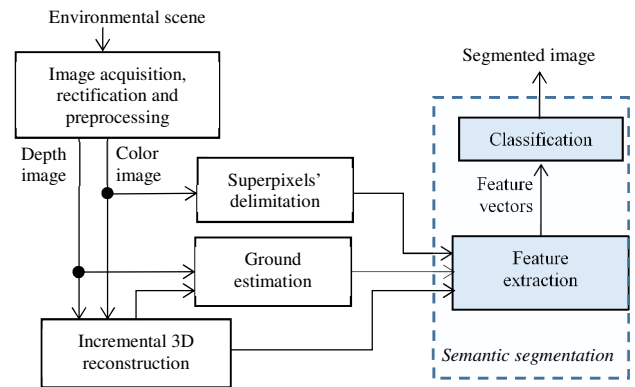 Environmental scene
Image acquisition,
rectification and
preprocessing
Depth
image
Color
image
Superpixels'
delimitation
Ground
estimation
Incremental 3D
reconstruction
Segmented image
Classification
Feature
vectors
Feature
extraction
Semantic segmentation